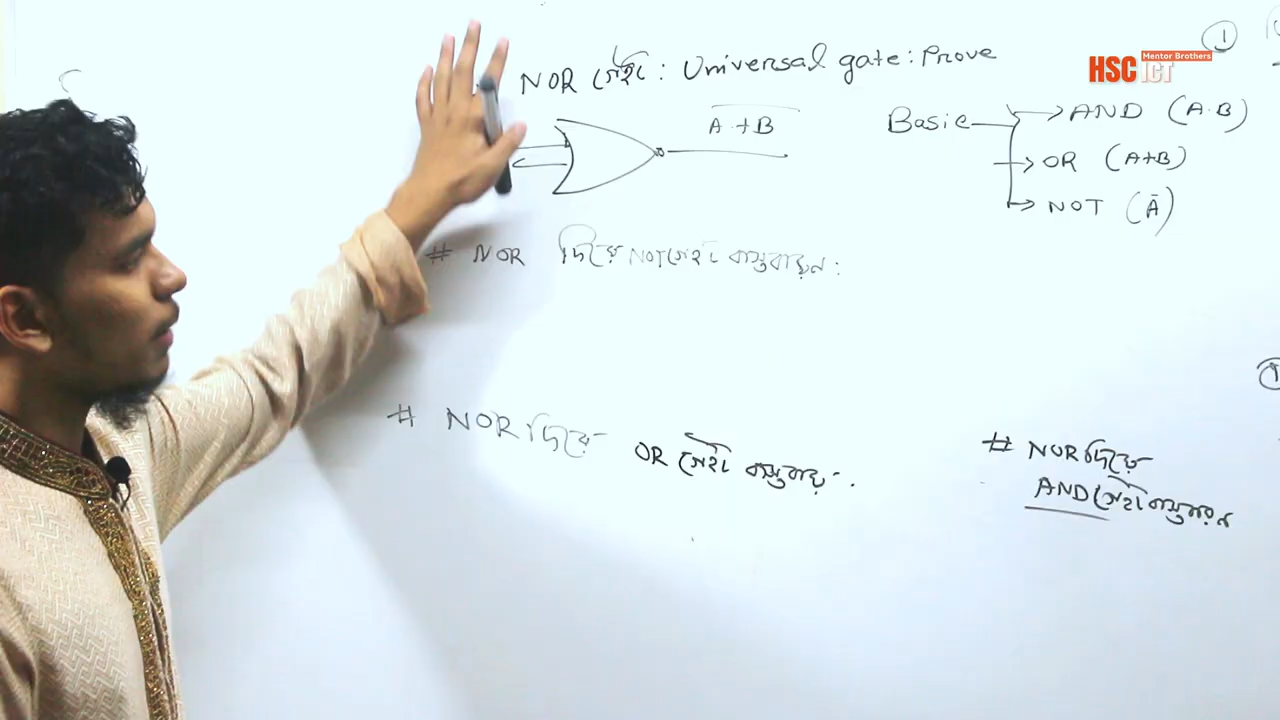 NOR গেইট : Universal gate : Prove
1
HSC ICT
Mentor Brothers
A + B
Basic
AND (A·B)
OR (A+B)
NOT (Ā)
# NOR দিয়ে NOT গেইট বাস্তবায়ন :
# NOR দিয়ে OR গেইট বাস্তবায়
# NOR দিয়ে
AND গেইট বাস্তবায়ন